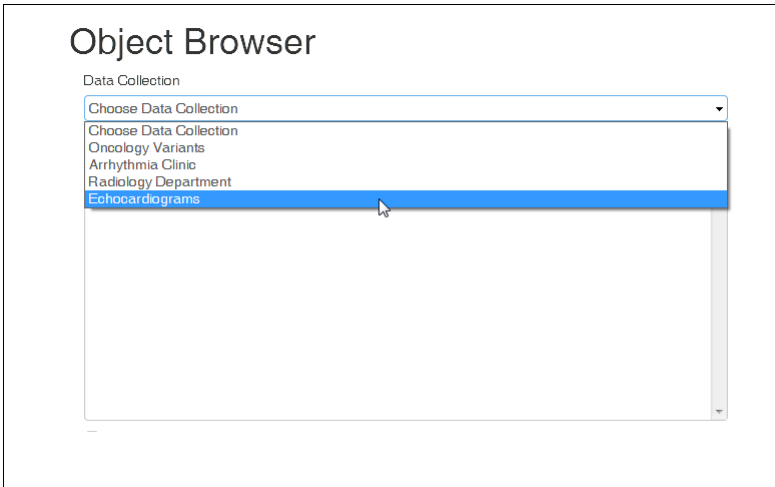 Object Browser
Data Collection
Choose Data Collection
Choose Data Collection
Oncology Variants
Arrhythmia Clinic
Radiology Department
Echocardiograms